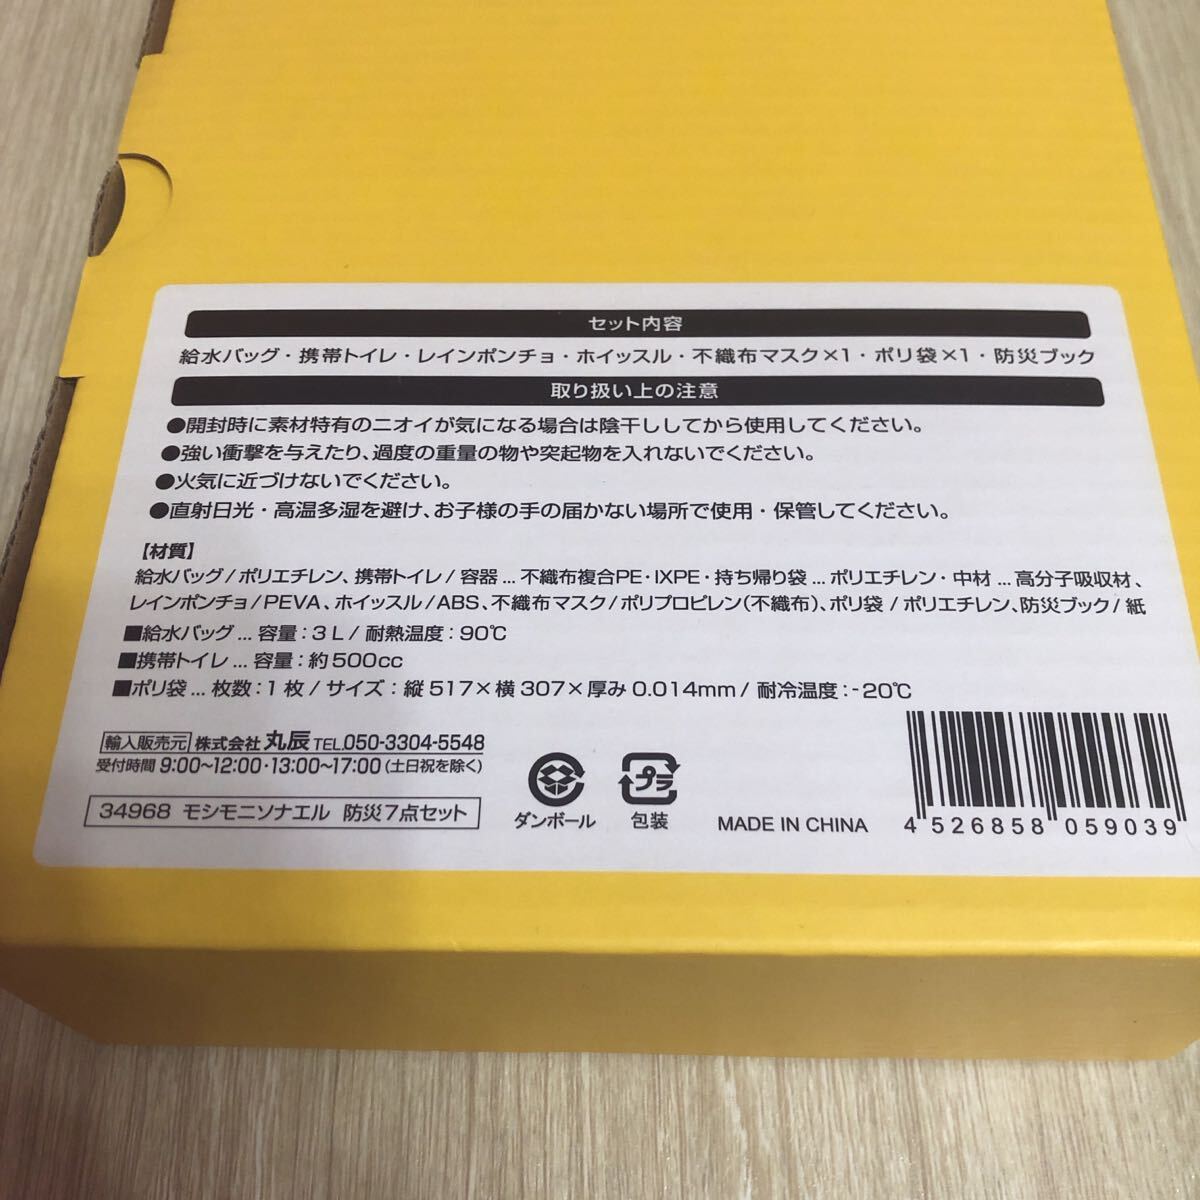 セット内容
給水バッグ・携帯トイレ・レインポンチョ・ホイッスル・不織布マスク×1・ポリ袋×1・防災ブック
取り扱い上の注意
●開封時に素材特有のニオイが気になる場合は陰干ししてから使用してください。
●強い衝撃を与えたり、過度の重量の物や突起物を入れないでください。
●火気に近づけないでください。
●直射日光・高温多湿を避け、お子様の手の届かない場所で使用・保管してください。
【材質】
給水バッグ/ポリエチレン、携帯トイレ/容器...不織布複合PE・IXPE・持ち帰り袋...ポリエチレン・中材...高分子吸収材、
レインポンチョ/PEVA、ホイッスル/ABS、不織布マスク/ポリプロピレン(不織布)、ポリ袋/ポリエチレン、防災ブック/紙
■給水バッグ...容量:3L/耐熱温度:90℃
■携帯トイレ...容量:約500cc
■ポリ袋...枚数:1枚/サイズ:縦517×横307×厚み0.014mm/耐冷温度:-20℃
輸入販売元 株式会社 丸辰 TEL.050-3304-5548
受付時間 9:00~12:00・13:00~17:00(土日祝を除く)
34968 モシモニソナエル 防災7点セット
ダンボール
プラ
包装
MADE IN CHINA
4 526858 059039